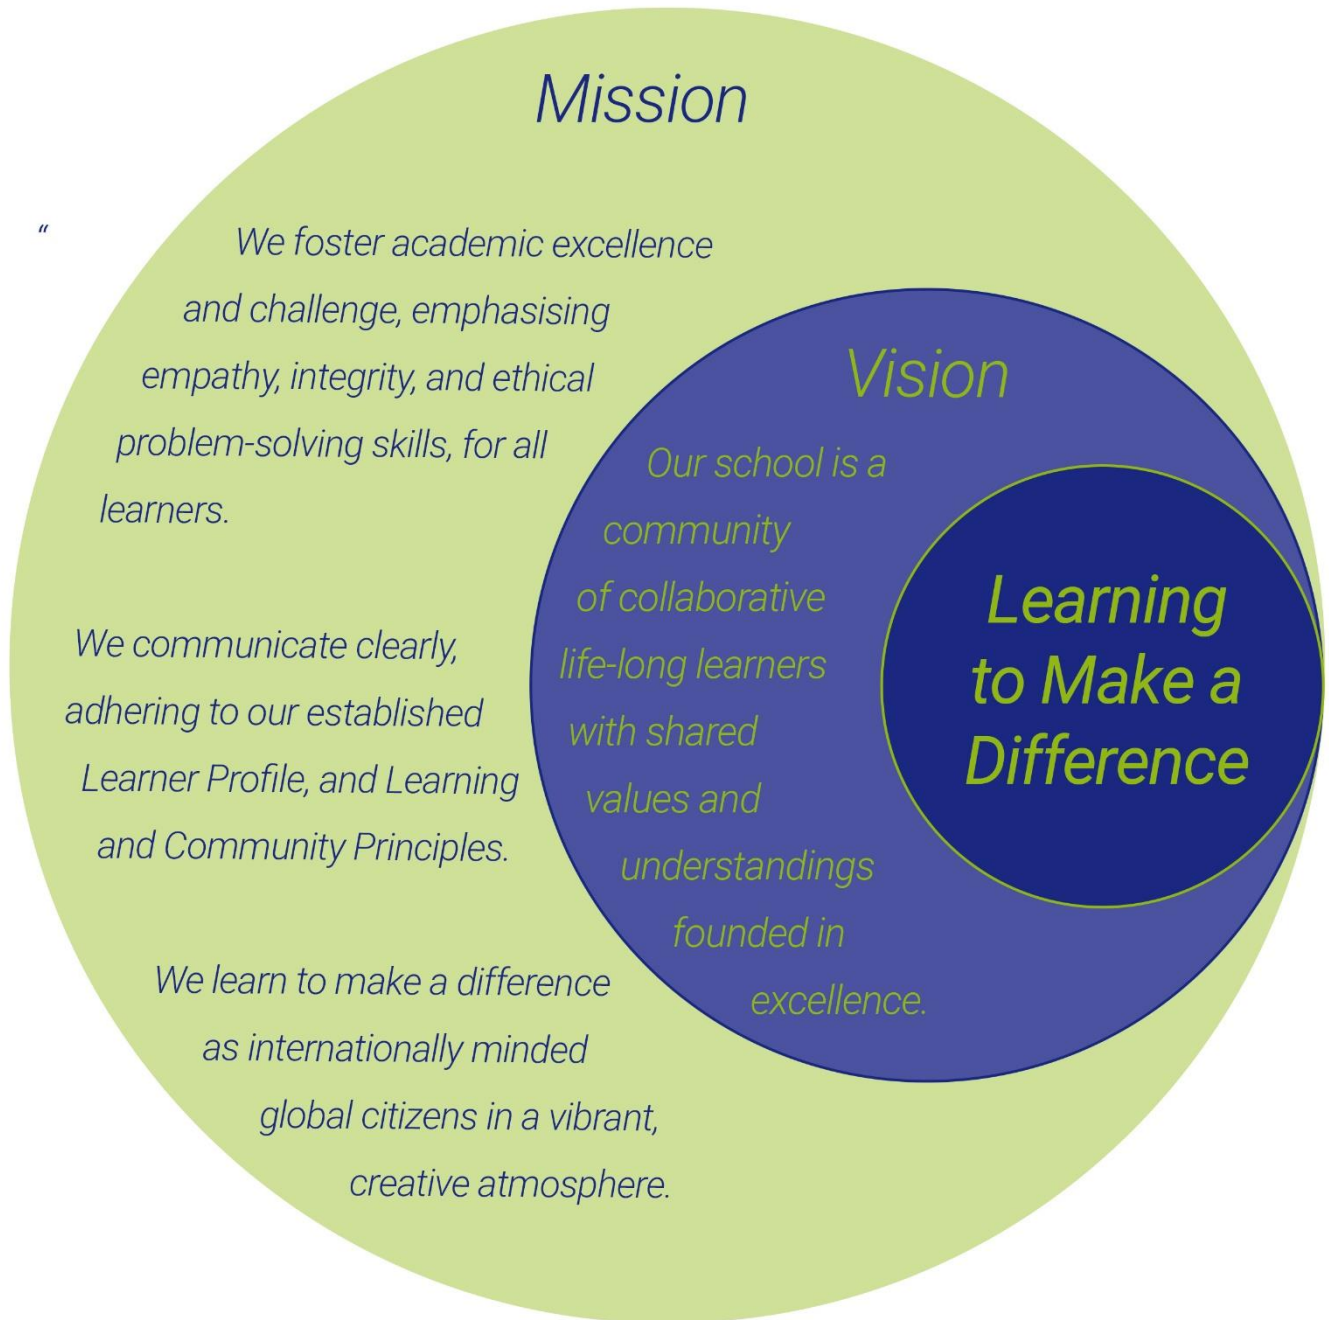 Mission
“
We foster academic excellence
and challenge, emphasising
empathy, integrity, and ethical
problem-solving skills, for all
learners.
We communicate clearly,
adhering to our established
Learner Profile, and Learning
and Community Principles.
We learn to make a difference
as internationally minded
global citizens in a vibrant,
creative atmosphere.
Vision
Our school is a
community
of collaborative
life-long learners
with shared
values and
understandings
founded in
excellence.
Learning
to Make a
Difference